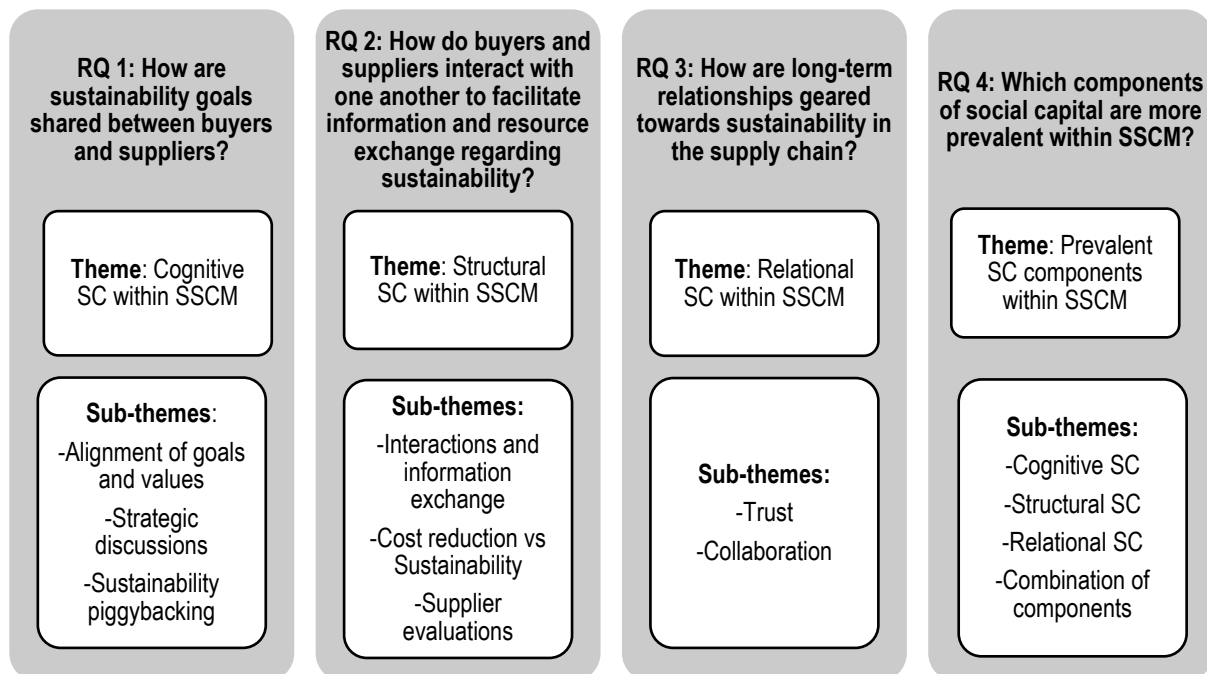 RQ 1: How are
sustainability goals
shared between buyers
and suppliers?
Theme: Cognitive
SC within SSCM
Sub-themes:
-Alignment of goals
and values
-Strategic
discussions
-Sustainability
piggybacking
RQ 2: How do buyers and
suppliers interact with
one another to facilitate
information and resource
exchange regarding
sustainability?
Theme: Structural
SC within SSCM
Sub-themes:
-Interactions and
information
exchange
-Cost reduction vs
Sustainability
-Supplier
evaluations
RQ 3: How are long-term
relationships geared
towards sustainability in
the supply chain?
Theme: Relational
SC within SSCM
Sub-themes:
-Trust
-Collaboration
RQ 4: Which components
of social capital are more
prevalent within SSCM?
Theme: Prevalent
SC components
within SSCM
Sub-themes:
-Cognitive SC
-Structural SC
-Relational SC
-Combination of
components